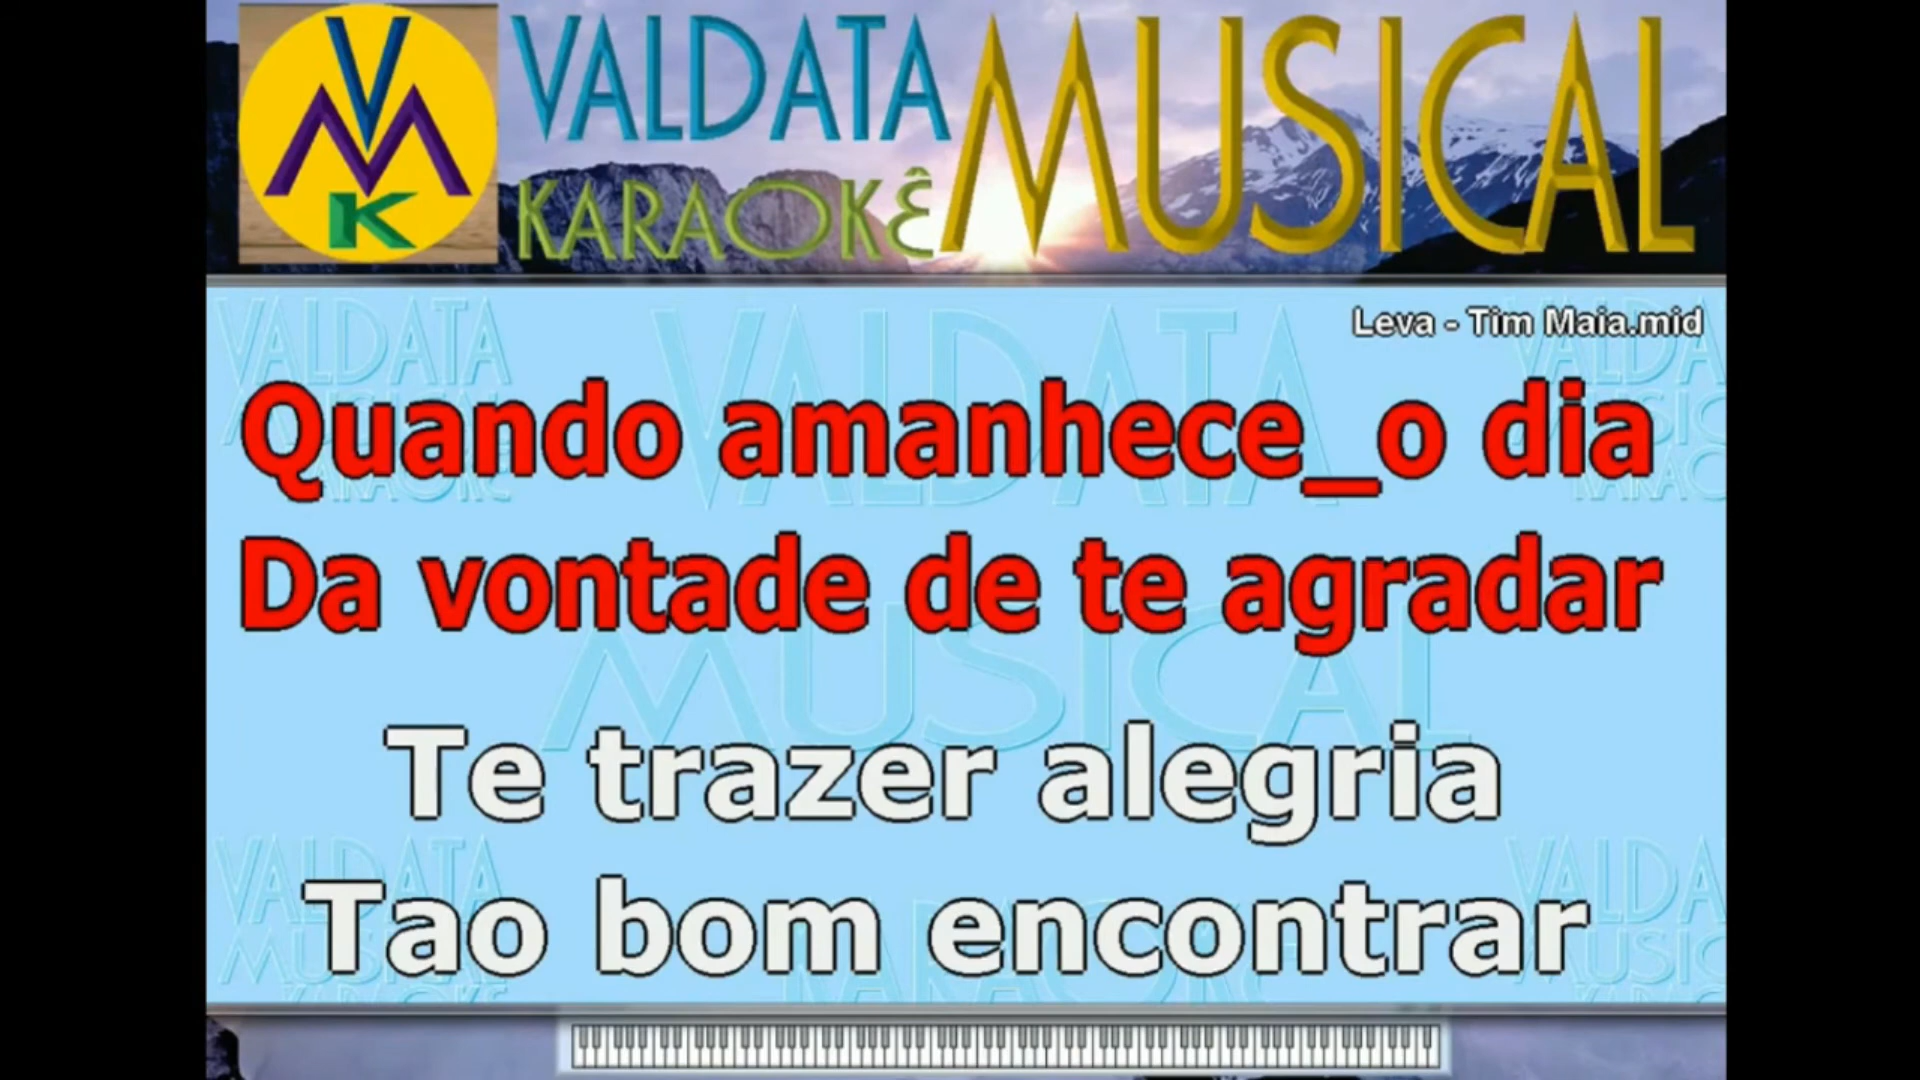 VMK
VALDATA MUSICAL
KARAOKÊ
Leva - Tim Maia.mid
Quando amanhece_o dia
Da vontade de te agradar
Te trazer alegria
Tao bom encontrar